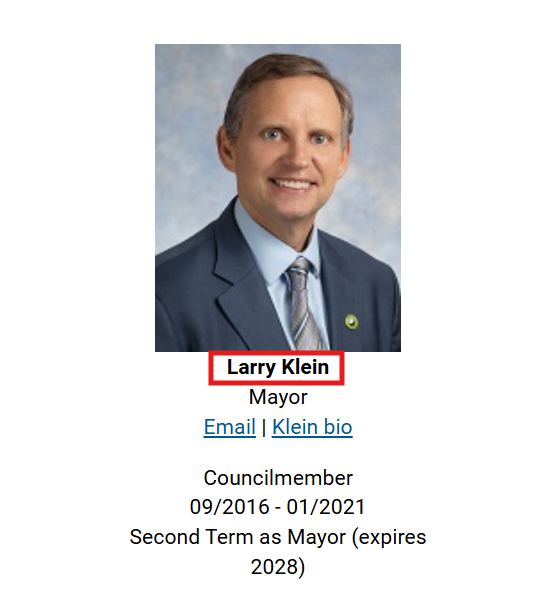 Larry Klein
Mayor
Email | Klein bio
Councilmember
09/2016 - 01/2021
Second Term as Mayor (expires
2028)